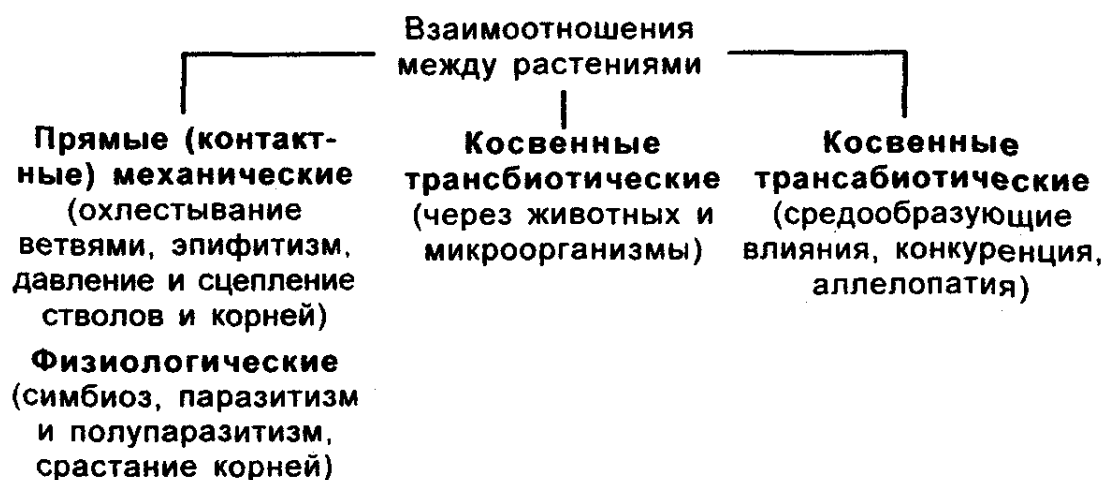 Взаимоотношения
между растениями
Прямые (контакт-
ные) механические
(охлестывание
ветвями, эпифитизм,
давление и сцепление
стволов и корней)
Физиологические
(симбиоз, паразитизм
и полупаразитизм,
срастание корней)
Косвенные
трансбиотические
(через животных и
микроорганизмы)
Косвенные
трансабиотические
(средообразующие
влияния, конкуренция,
аллелопатия)